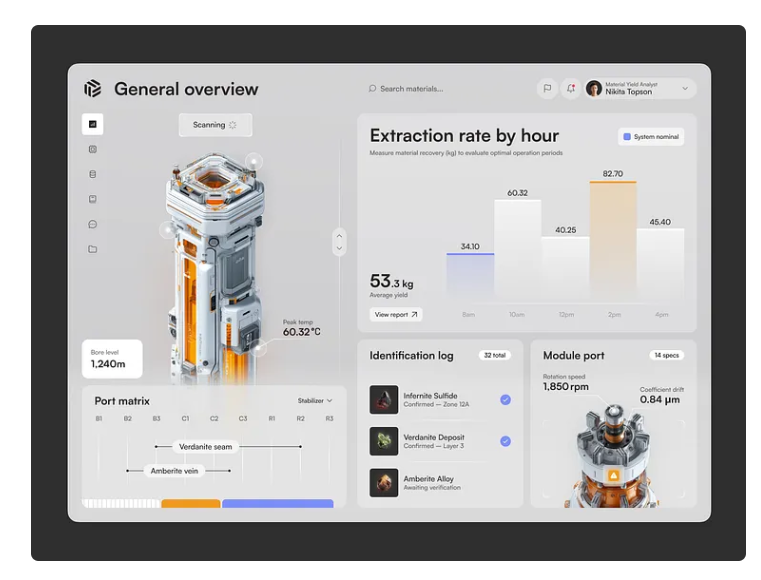 General overview
Search materials...
Material Yield Analyst
Nikita Topson
Scanning
Peak temp
60.32°C
Bore level
1,240m
Extraction rate by hour
Measure material recovery (kg) to evaluate optimal operation periods
System nominal
34.10
60.32
40.25
82.70
45.40
53.3 kg
Average yield
View report
8am 10am 12pm 2pm 4pm
Port matrix
Stabilizer
B1 B2 B3 C1 C2 C3 R1 R2 R3
Verdanite seam
Amberite vein
Identification log
32 total
Infernite Sulfide
Confirmed — Zone 12A
Verdanite Deposit
Confirmed — Layer 3
Amberite Alloy
Awaiting verification
Module port
14 specs
Rotation speed
1,850 rpm
Coefficient drift
0.84 μm